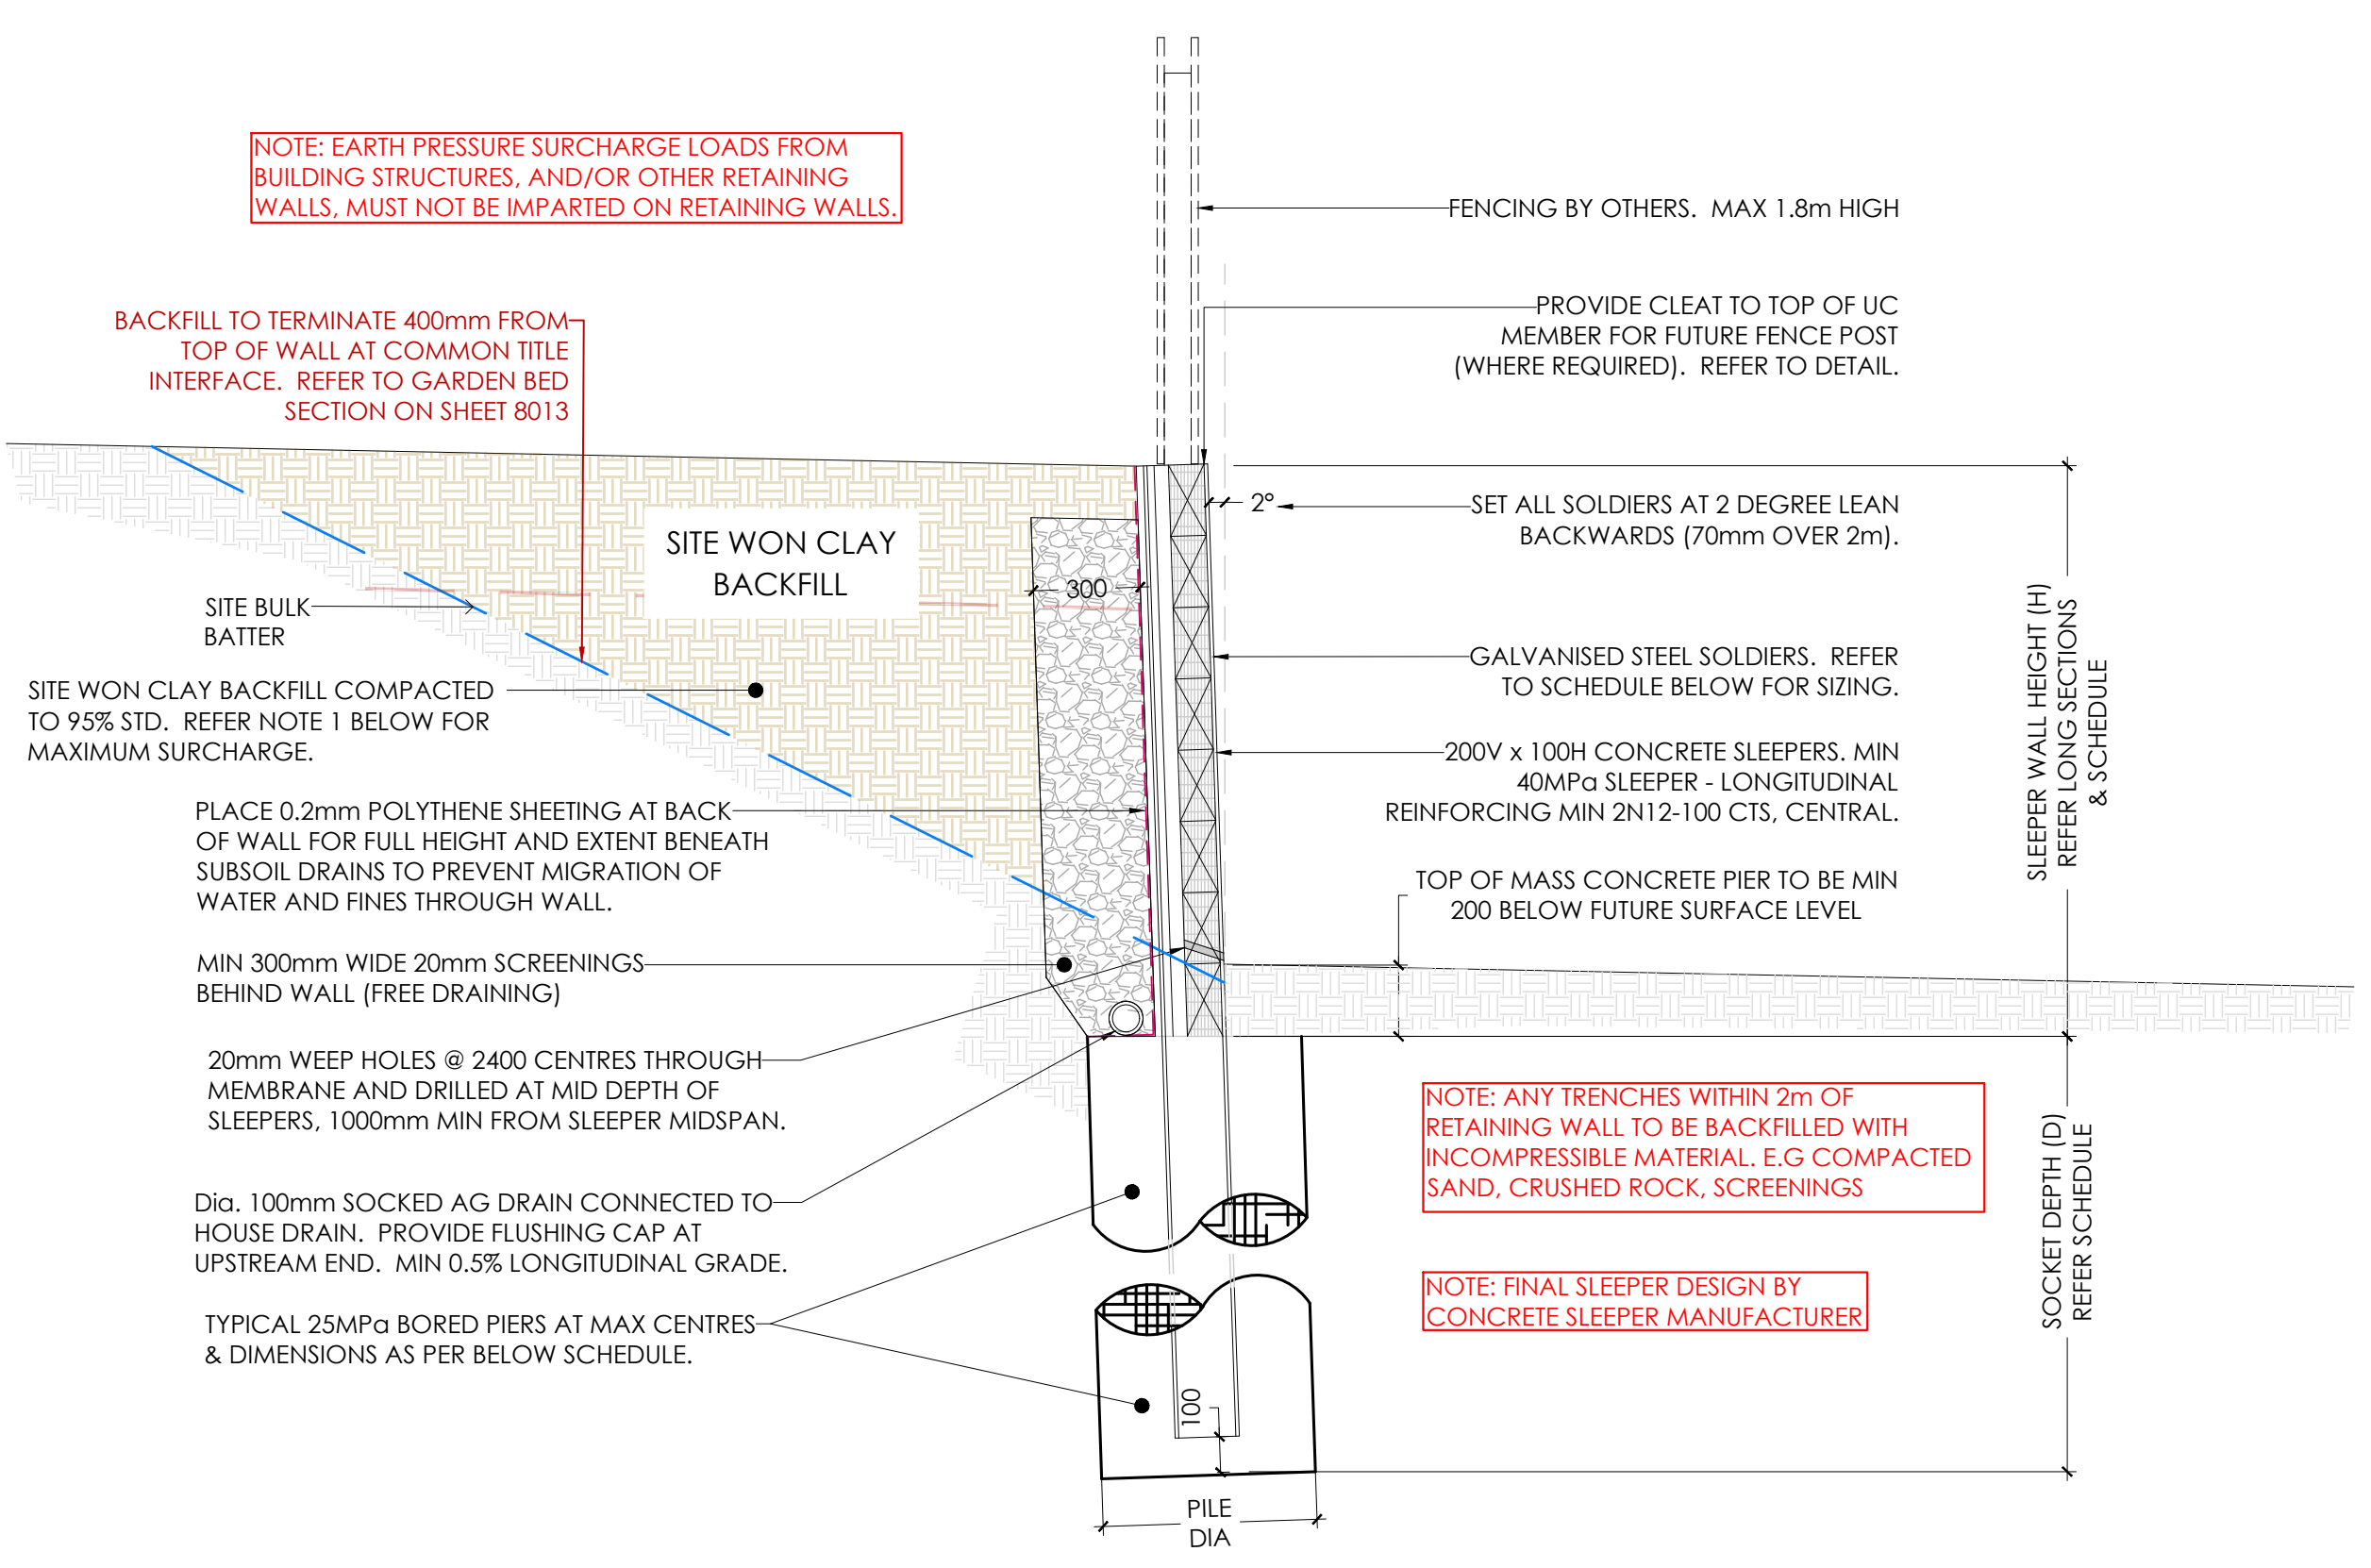 NOTE: EARTH PRESSURE SURCHARGE LOADS FROM
BUILDING STRUCTURES, AND/OR OTHER RETAINING
WALLS, MUST NOT BE IMPARTED ON RETAINING WALLS.
FENCING BY OTHERS.  MAX 1.8m HIGH
PROVIDE CLEAT TO TOP OF UC
MEMBER FOR FUTURE FENCE POST
(WHERE REQUIRED).  REFER TO DETAIL.
BACKFILL TO TERMINATE 400mm FROM
TOP OF WALL AT COMMON TITLE
INTERFACE.  REFER TO GARDEN BED
SECTION ON SHEET 8013
2°
SET ALL SOLDIERS AT 2 DEGREE LEAN
BACKWARDS (70mm OVER 2m).
SITE WON CLAY
BACKFILL
300
SITE BULK
BATTER
SITE WON CLAY BACKFILL COMPACTED
TO 95% STD.  REFER NOTE 1 BELOW FOR
MAXIMUM SURCHARGE.
GALVANISED STEEL SOLDIERS.  REFER
TO SCHEDULE BELOW FOR SIZING.
200V x 100H CONCRETE SLEEPERS. MIN
40MPa SLEEPER - LONGITUDINAL
REINFORCING MIN 2N12-100 CTS, CENTRAL.
SLEEPER WALL HEIGHT (H)
REFER LONG SECTIONS
& SCHEDULE
PLACE 0.2mm POLYTHENE SHEETING AT BACK
OF WALL FOR FULL HEIGHT AND EXTENT BENEATH
SUBSOIL DRAINS TO PREVENT MIGRATION OF
WATER AND FINES THROUGH WALL.
TOP OF MASS CONCRETE PIER TO BE MIN
200 BELOW FUTURE SURFACE LEVEL
MIN 300mm WIDE 20mm SCREENINGS
BEHIND WALL (FREE DRAINING)
20mm WEEP HOLES @ 2400 CENTRES THROUGH
MEMBRANE AND DRILLED AT MID DEPTH OF
SLEEPERS, 1000mm MIN FROM SLEEPER MIDSPAN.
NOTE: ANY TRENCHES WITHIN 2m OF
RETAINING WALL TO BE BACKFILLED WITH
INCOMPRESSIBLE MATERIAL. E.G COMPACTED
SAND, CRUSHED ROCK, SCREENINGS
SOCKET DEPTH (D)
REFER SCHEDULE
Dia. 100mm SOCKED AG DRAIN CONNECTED TO
HOUSE DRAIN.  PROVIDE FLUSHING CAP AT
UPSTREAM END.  MIN 0.5% LONGITUDINAL GRADE.
NOTE: FINAL SLEEPER DESIGN BY
CONCRETE SLEEPER MANUFACTURER
TYPICAL 25MPa BORED PIERS AT MAX CENTRES
& DIMENSIONS AS PER BELOW SCHEDULE.
100
PILE
DIA